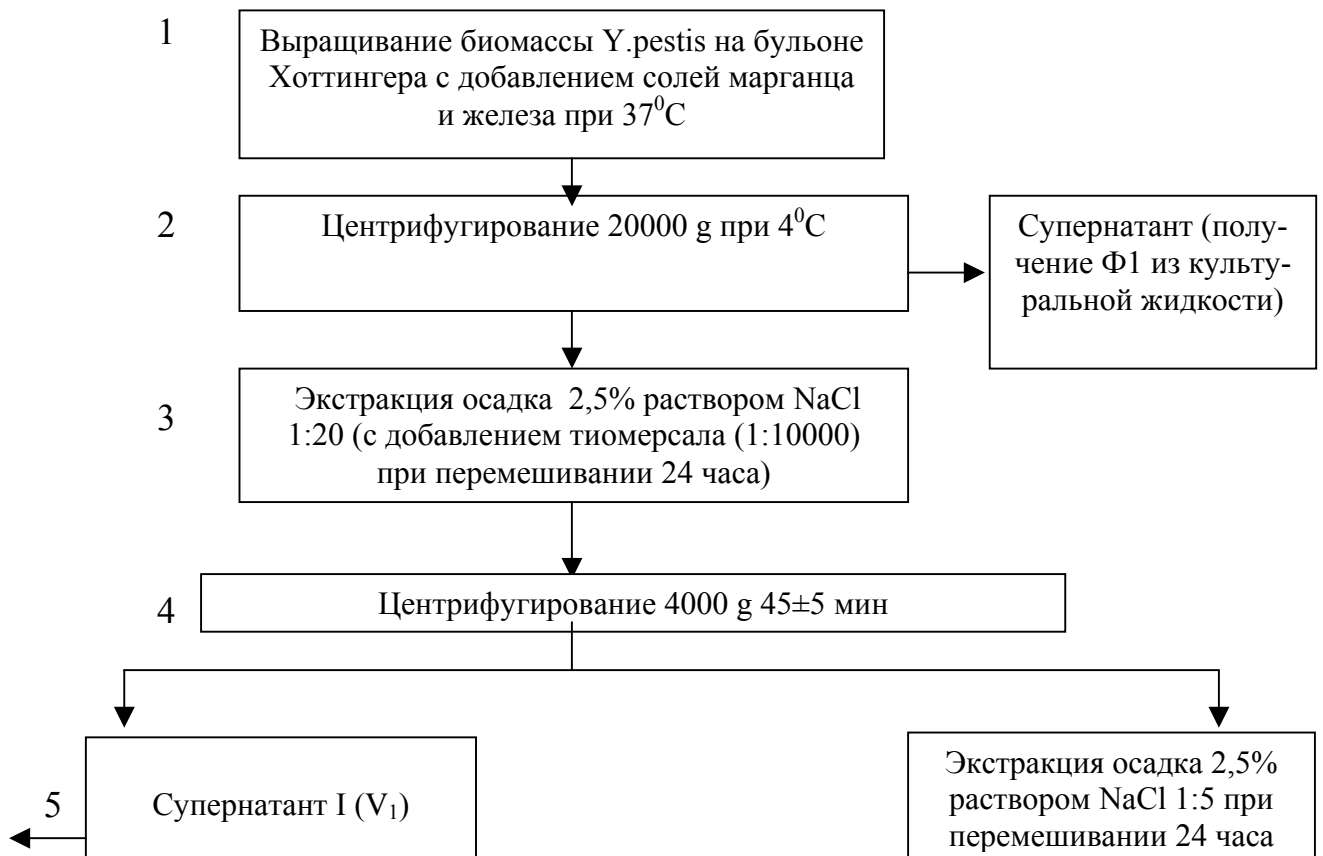 1
Выращивание биомассы Y.pestis на бульоне
Хоттингера с добавлением солей марганца
и железа при 37⁰С
2
Центрифугирование 20000 g при 4⁰С
Супернатант (полу-
чение Ф1 из культу-
ральной жидкости)
3
Экстракция осадка 2,5% раствором NaCl
1:20 (с добавлением тиомерсала (1:10000)
при перемешивании 24 часа)
4
Центрифугирование 4000 g 45±5 мин
5
Супернатант I (V₁)
Экстракция осадка 2,5%
раствором NaCl 1:5 при
перемешивании 24 часа